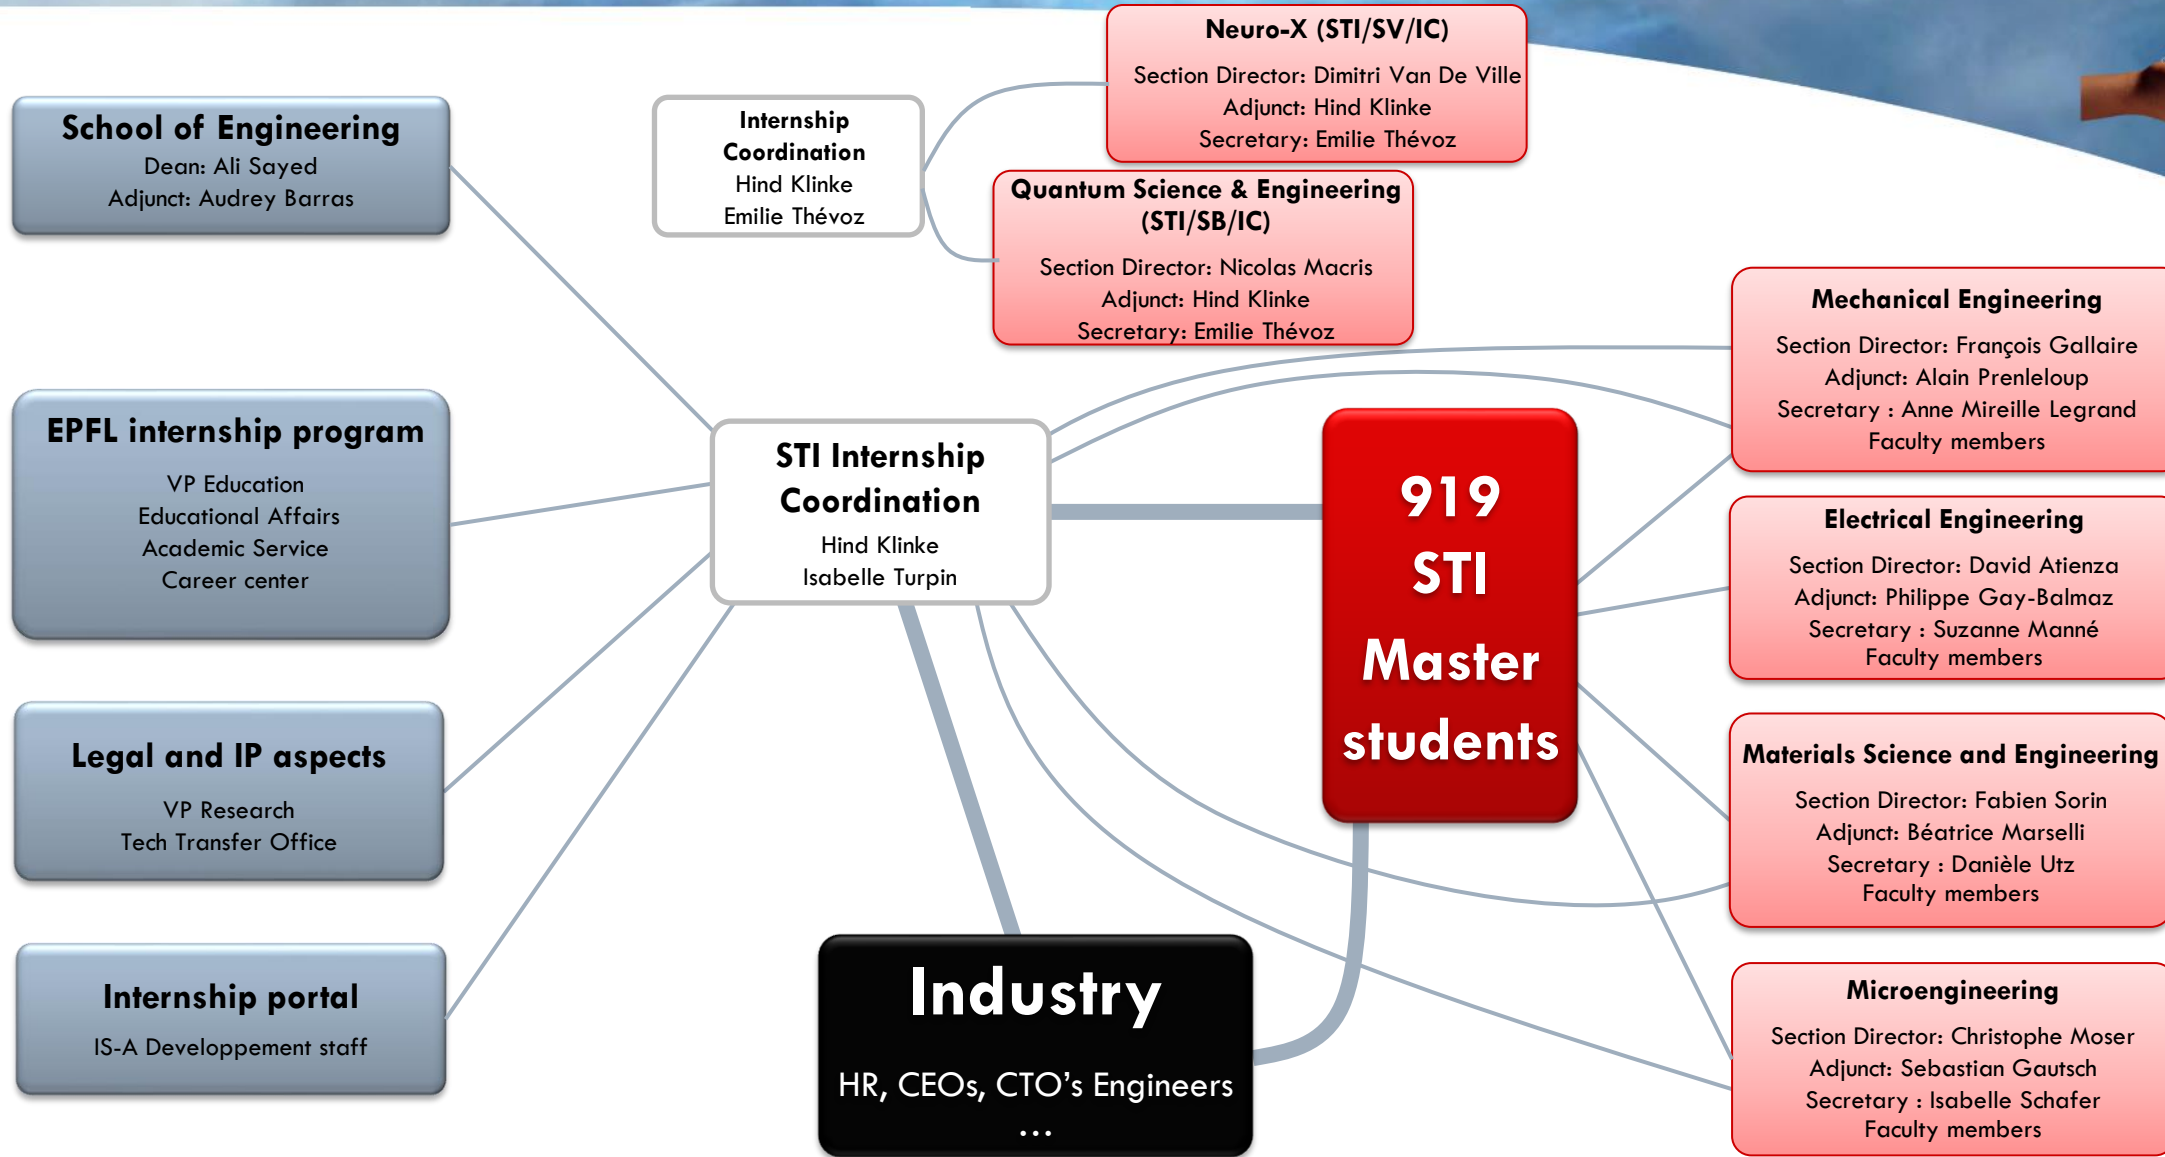 School of Engineering
Dean: Ali Sayed
Adjunct: Audrey Barras
EPFL internship program
VP Education
Educational Affairs
Academic Service
Career center
Legal and IP aspects
VP Research
Tech Transfer Office
Internship portal
IS-A Developpement staff
Internship
Coordination
Hind Klinke
Emilie Thévoz
Neuro-X (STI/SV/IC)
Section Director: Dimitri Van De Ville
Adjunct: Hind Klinke
Secretary: Emilie Thévoz
Quantum Science & Engineering
(STI/SB/IC)
Section Director: Nicolas Macris
Adjunct: Hind Klinke
Secretary: Emilie Thévoz
STI Internship
Coordination
Hind Klinke
Isabelle Turpin
919
STI
Master
students
Industry
HR, CEOs, CTO’s Engineers
…
Mechanical Engineering
Section Director: François Gallaire
Adjunct: Alain Prenleloup
Secretary : Anne Mireille Legrand
Faculty members
Electrical Engineering
Section Director: David Atienza
Adjunct: Philippe Gay-Balmaz
Secretary : Suzanne Manné
Faculty members
Materials Science and Engineering
Section Director: Fabien Sorin
Adjunct: Béatrice Marselli
Secretary : Danièle Utz
Faculty members
Microengineering
Section Director: Christophe Moser
Adjunct: Sebastian Gautsch
Secretary : Isabelle Schafer
Faculty members